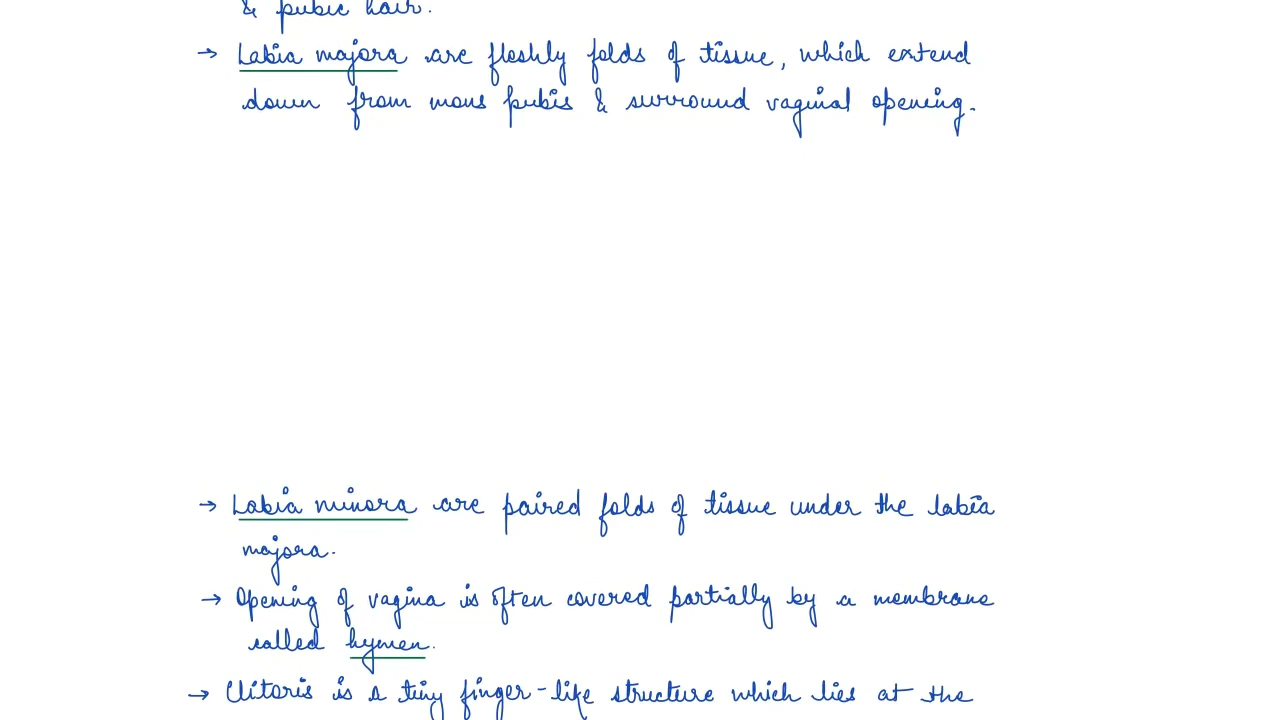 & pubic hair.
→ Labia majora are fleshly folds of tissue, which extend
down from mons pubis & surround vaginal opening.
→ Labia minora are paired folds of tissue under the labia
majora.
→ Opening of vagina is often covered partially by a membrane
called hymen.
→ Clitoris is a tiny finger-like structure which lies at the